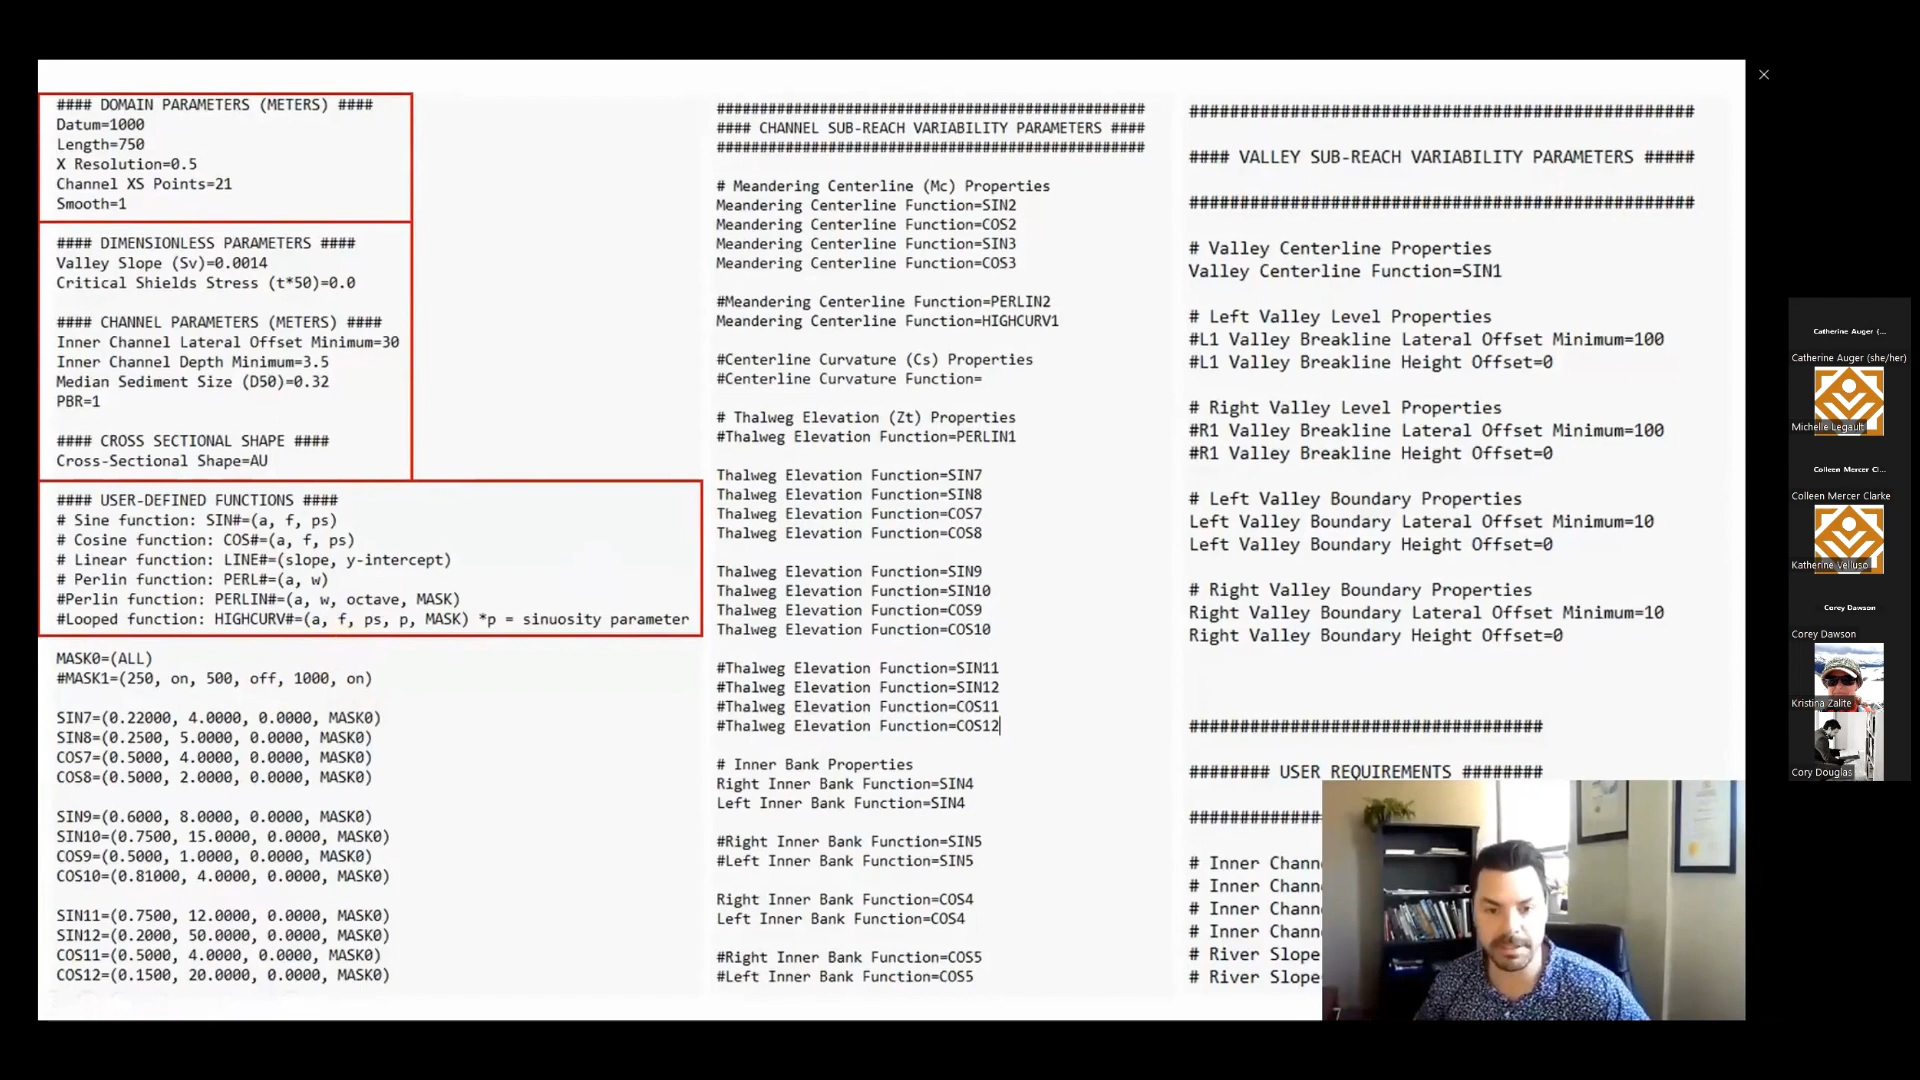 #### DOMAIN PARAMETERS (METERS) ####
Datum=1000
Length=750
X Resolution=0.5
Channel XS Points=21
Smooth=1
#### DIMENSIONLESS PARAMETERS ####
Valley Slope (Sv)=0.0014
Critical Shields Stress (t*50)=0.0
#### CHANNEL PARAMETERS (METERS) ####
Inner Channel Lateral Offset Minimum=30
Inner Channel Depth Minimum=3.5
Median Sediment Size (D50)=0.32
PBR=1
#### CROSS SECTIONAL SHAPE ####
Cross-Sectional Shape=AU
#### USER-DEFINED FUNCTIONS ####
# Sine function: SIN#=(a, f, ps)
# Cosine function: COS#=(a, f, ps)
# Linear function: LINE#=(slope, y-intercept)
# Perlin function: PERL#=(a, w)
#Perlin function: PERLIN#=(a, w, octave, MASK)
#Looped function: HIGHCURV#=(a, f, ps, p, MASK) *p = sinuosity parameter
MASK0=(ALL)
#MASK1=(250, on, 500, off, 1000, on)
SIN7=(0.22000, 4.0000, 0.0000, MASK0)
SIN8=(0.2500, 5.0000, 0.0000, MASK0)
COS7=(0.5000, 4.0000, 0.0000, MASK0)
COS8=(0.5000, 2.0000, 0.0000, MASK0)
SIN9=(0.6000, 8.0000, 0.0000, MASK0)
SIN10=(0.7500, 15.0000, 0.0000, MASK0)
COS9=(0.5000, 1.0000, 0.0000, MASK0)
COS10=(0.81000, 4.0000, 0.0000, MASK0)
SIN11=(0.7500, 12.0000, 0.0000, MASK0)
SIN12=(0.2000, 50.0000, 0.0000, MASK0)
COS11=(0.5000, 4.0000, 0.0000, MASK0)
COS12=(0.1500, 20.0000, 0.0000, MASK0)
##################################################
#### CHANNEL SUB-REACH VARIABILITY PARAMETERS ####
##################################################
# Meandering Centerline (Mc) Properties
Meandering Centerline Function=SIN2
Meandering Centerline Function=COS2
Meandering Centerline Function=SIN3
Meandering Centerline Function=COS3
#Meandering Centerline Function=PERLIN2
Meandering Centerline Function=HIGHCURV1
#Centerline Curvature (Cs) Properties
#Centerline Curvature Function=
# Thalweg Elevation (Zt) Properties
#Thalweg Elevation Function=PERLIN1
Thalweg Elevation Function=SIN7
Thalweg Elevation Function=SIN8
Thalweg Elevation Function=COS7
Thalweg Elevation Function=COS8
Thalweg Elevation Function=SIN9
Thalweg Elevation Function=SIN10
Thalweg Elevation Function=COS9
Thalweg Elevation Function=COS10
#Thalweg Elevation Function=SIN11
#Thalweg Elevation Function=SIN12
#Thalweg Elevation Function=COS11
#Thalweg Elevation Function=COS12
# Inner Bank Properties
Right Inner Bank Function=SIN4
Left Inner Bank Function=SIN4
#Right Inner Bank Function=SIN5
#Left Inner Bank Function=SIN5
Right Inner Bank Function=COS4
Left Inner Bank Function=COS4
#Right Inner Bank Function=COS5
#Left Inner Bank Function=COS5
##################################################
#### VALLEY SUB-REACH VARIABILITY PARAMETERS #####
##################################################
# Valley Centerline Properties
Valley Centerline Function=SIN1
# Left Valley Level Properties
#L1 Valley Breakline Lateral Offset Minimum=100
#L1 Valley Breakline Height Offset=0
# Right Valley Level Properties
#R1 Valley Breakline Lateral Offset Minimum=100
#R1 Valley Breakline Height Offset=0
# Left Valley Boundary Properties
Left Valley Boundary Lateral Offset Minimum=10
Left Valley Boundary Height Offset=0
# Right Valley Boundary Properties
Right Valley Boundary Lateral Offset Minimum=10
Right Valley Boundary Height Offset=0
###################################
######## USER REQUIREMENTS ########
#############
# Inner Chann
# Inner Chann
# Inner Chann
# Inner Chann
# River Slope
# River Slope
Catherine Auger (...
Catherine Auger (she/her)
Michelle Legault
Colleen Mercer Cl...
Colleen Mercer Clarke
Katherine Velluso
Corey Dawson
Corey Dawson
Kristina Zalite
Cory Douglas